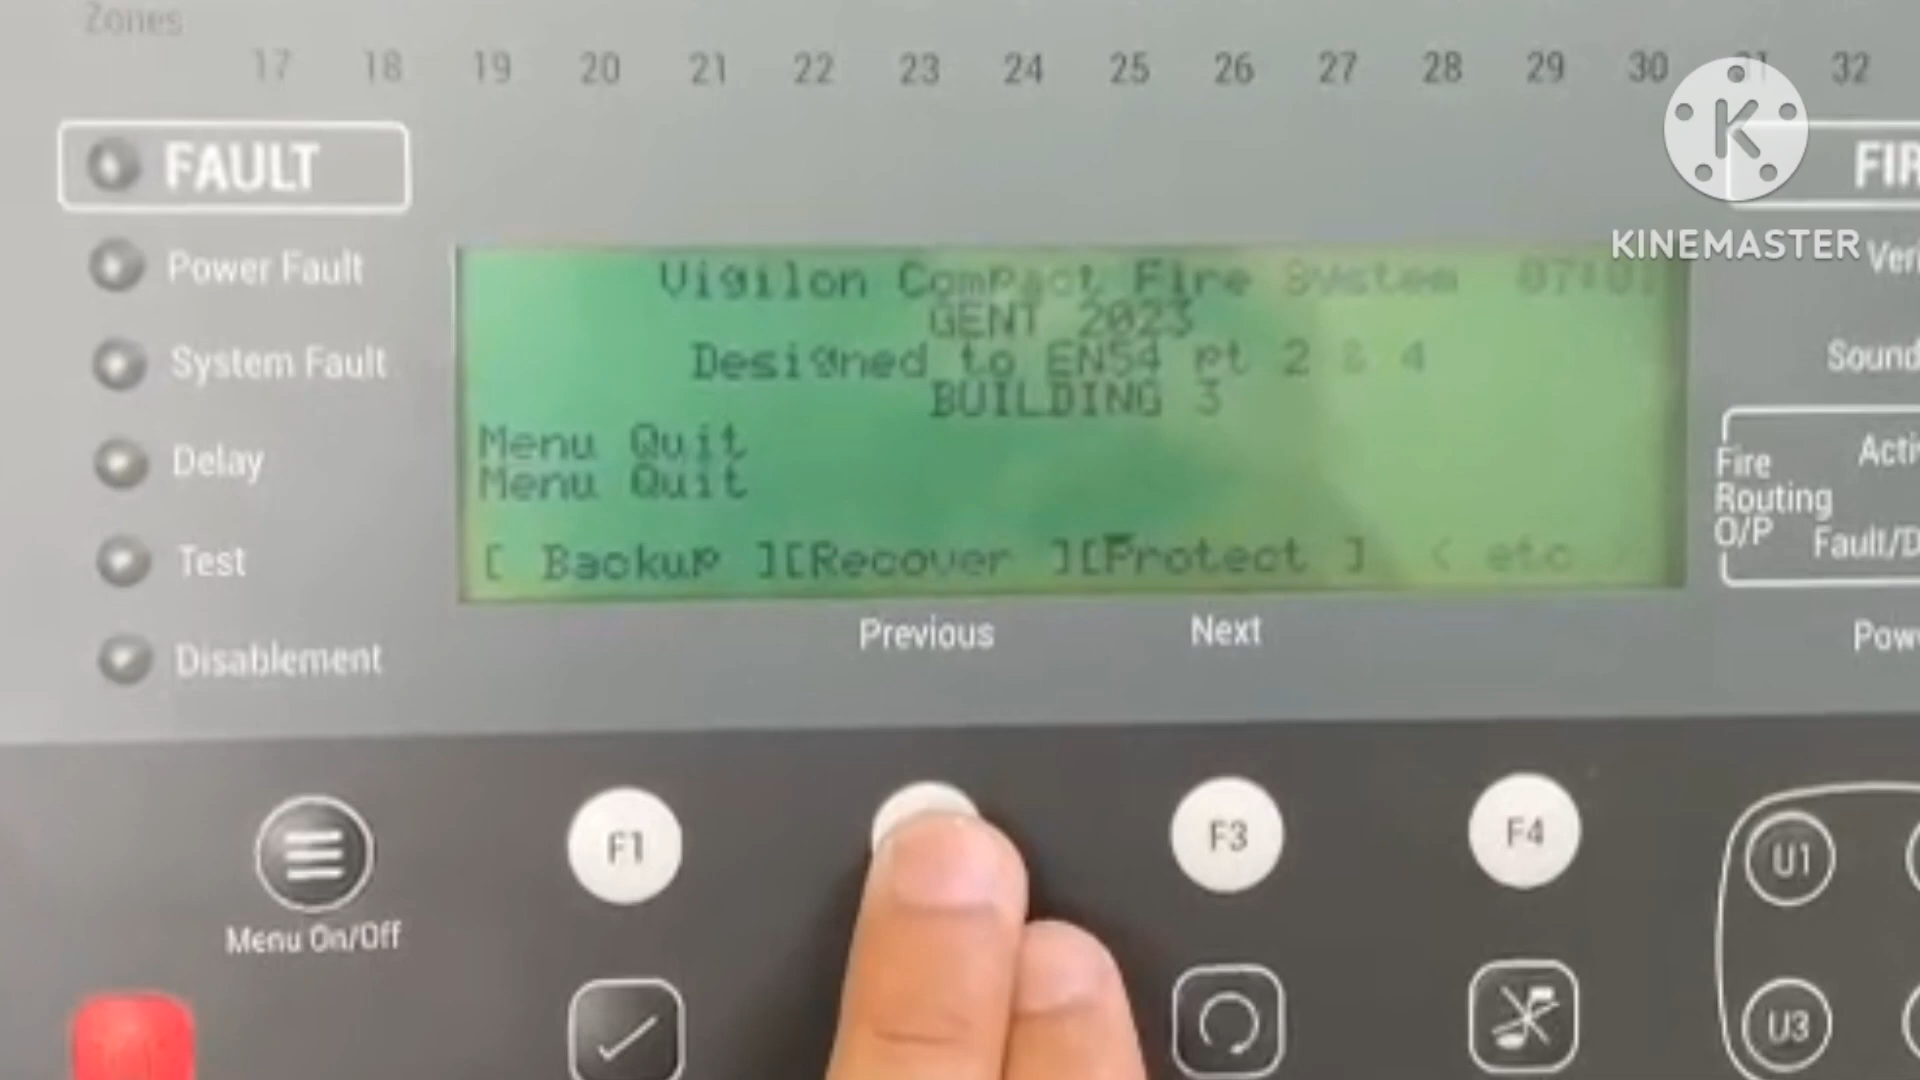 Zones
17 18 19 20 21 22 23 24 25 26 27 28 29 30 31 32
FAULT
Power Fault
System Fault
Delay
Test
Disablement
Vigilon Compact Fire System
GENT 2023
Designed to EN54 pt 2 & 4
BUILDING 3
Menu Quit
Menu Quit
[ Backup ][Recover ][Protect ] < etc >
Previous Next
K
KINEMASTER
FIR
Veri
Sound
Fire
Routing
O/P
Activ
Fault/D
Powe
F1 F3 F4
Menu On/Off
U1
U3